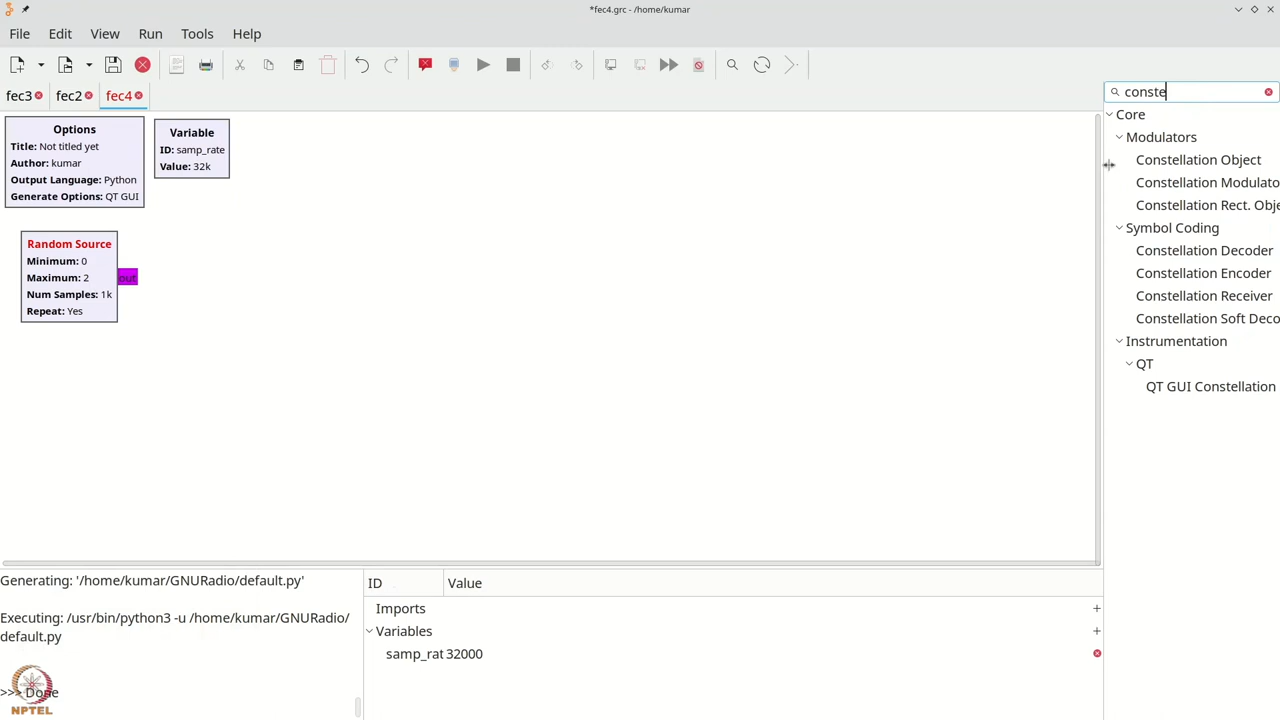 *fec4.grc - /home/kumar
File Edit View Run Tools Help
fec3 fec2 fec4
conste
Options
Title: Not titled yet
Author: kumar
Output Language: Python
Generate Options: QT GUI
Variable
ID: samp_rate
Value: 32k
Random Source
Minimum: 0
Maximum: 2
Num Samples: 1k
Repeat: Yes
out
Core
Modulators
Constellation Object
Constellation Modulato
Constellation Rect. Obje
Symbol Coding
Constellation Decoder
Constellation Encoder
Constellation Receiver
Constellation Soft Deco
Instrumentation
QT
QT GUI Constellation
Generating: '/home/kumar/GNURadio/default.py'
Executing: /usr/bin/python3 -u /home/kumar/GNURadio/
default.py
>>> Done
NPTEL
ID Value
Imports
Variables
samp_rat 32000